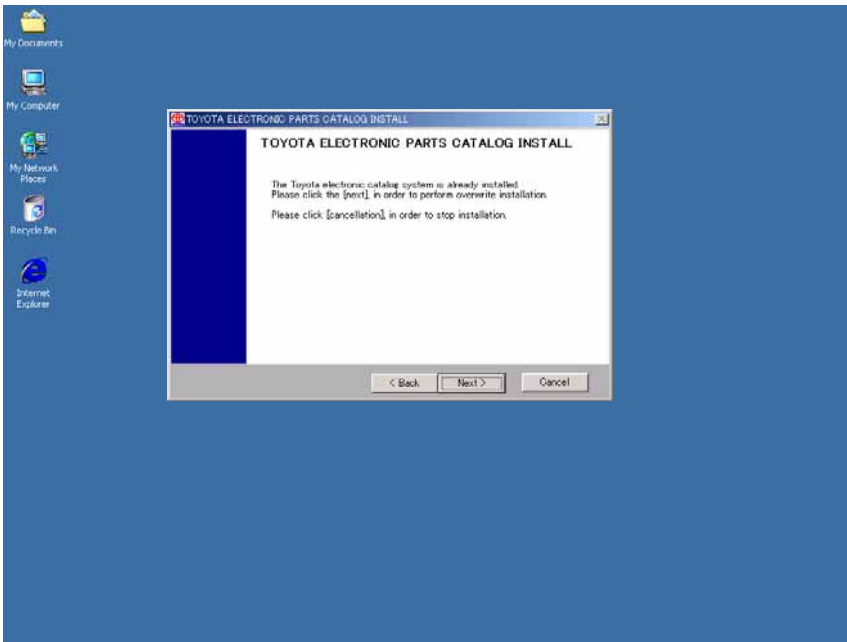 My Documents
My Computer
My Network
Places
Recycle Bin
Internet
Explorer
TOYOTA ELECTRONIC PARTS CATALOG INSTALL
TOYOTA ELECTRONIC PARTS CATALOG INSTALL
The Toyota electronic catalog system is already installed
Please click the [next], in order to perform overwrite installation.
Please click [cancellation], in order to stop installation.
< Back
Next >
Cancel